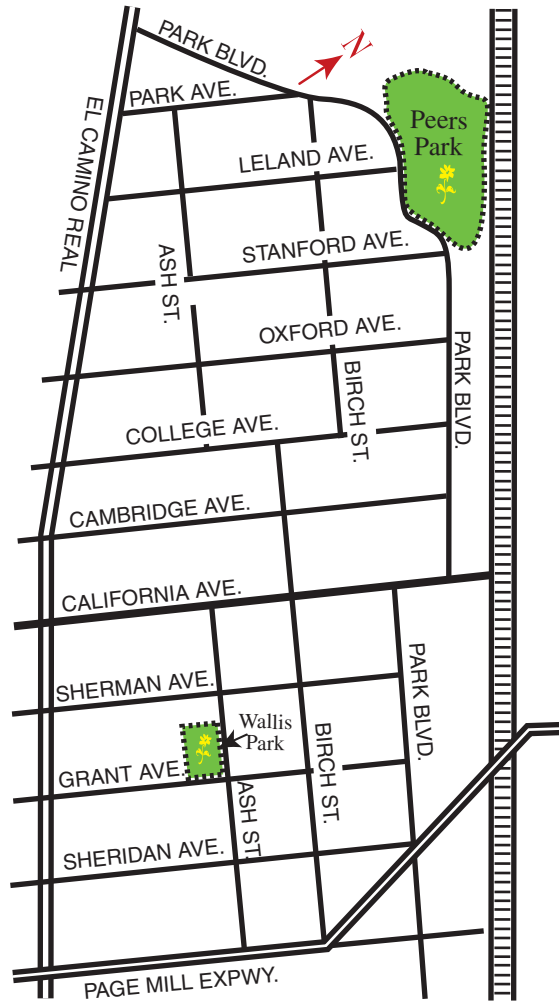 PARK BLVD.
N
PARK AVE.
Peers
Park
EL CAMINO REAL
LELAND AVE.
ASH ST.
STANFORD AVE.
OXFORD AVE.
PARK BLVD.
BIRCH ST.
COLLEGE AVE.
CAMBRIDGE AVE.
CALIFORNIA AVE.
SHERMAN AVE.
PARK BLVD.
Wallis
Park
BIRCH ST.
GRANT AVE.
ASH ST.
SHERIDAN AVE.
PAGE MILL EXPWY.